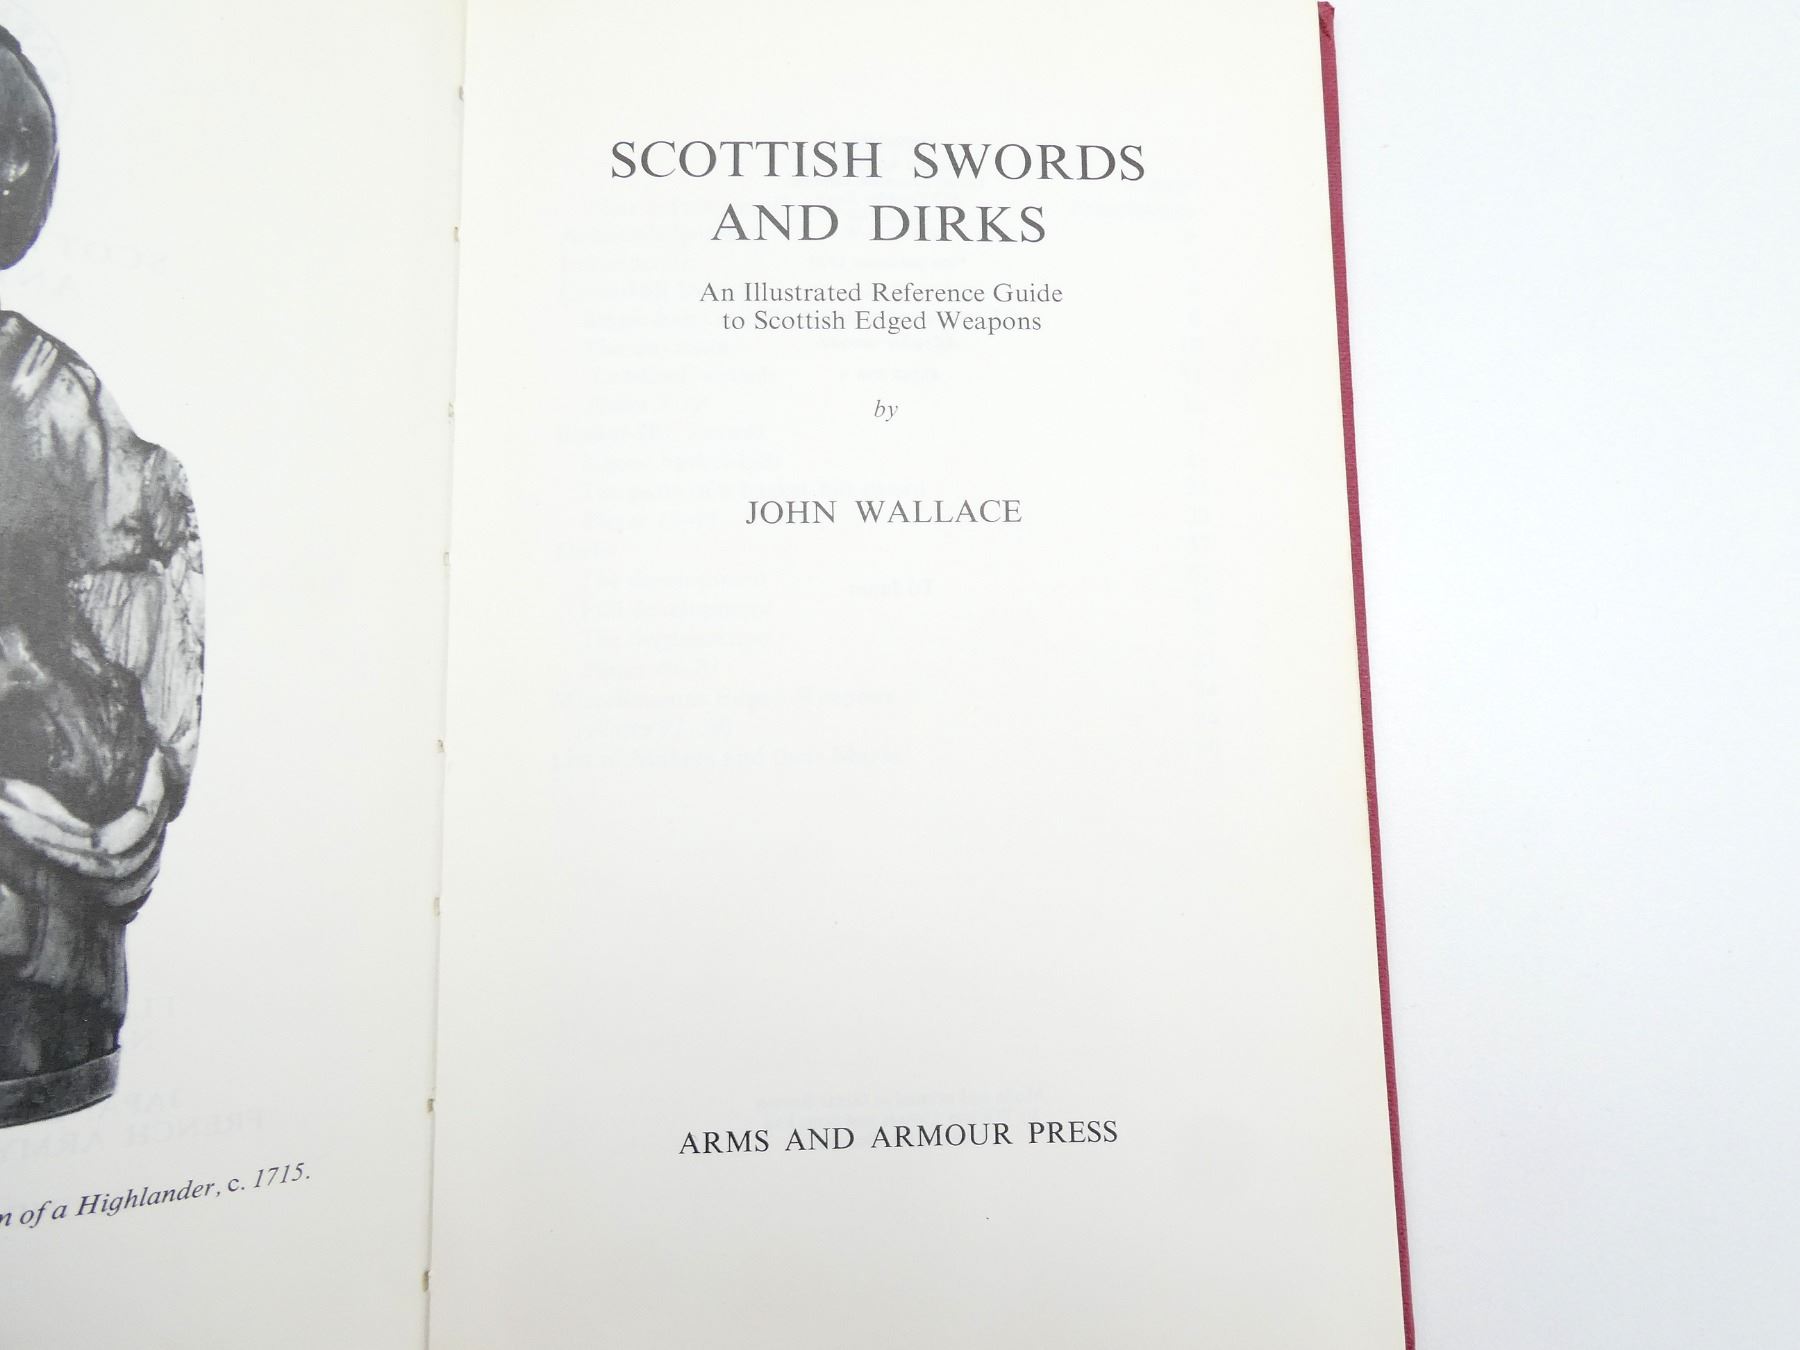 of a Highlander, c. 1715.
SCOTTISH SWORDS
AND DIRKS
An Illustrated Reference Guide
to Scottish Edged Weapons
by
JOHN WALLACE
ARMS AND ARMOUR PRESS